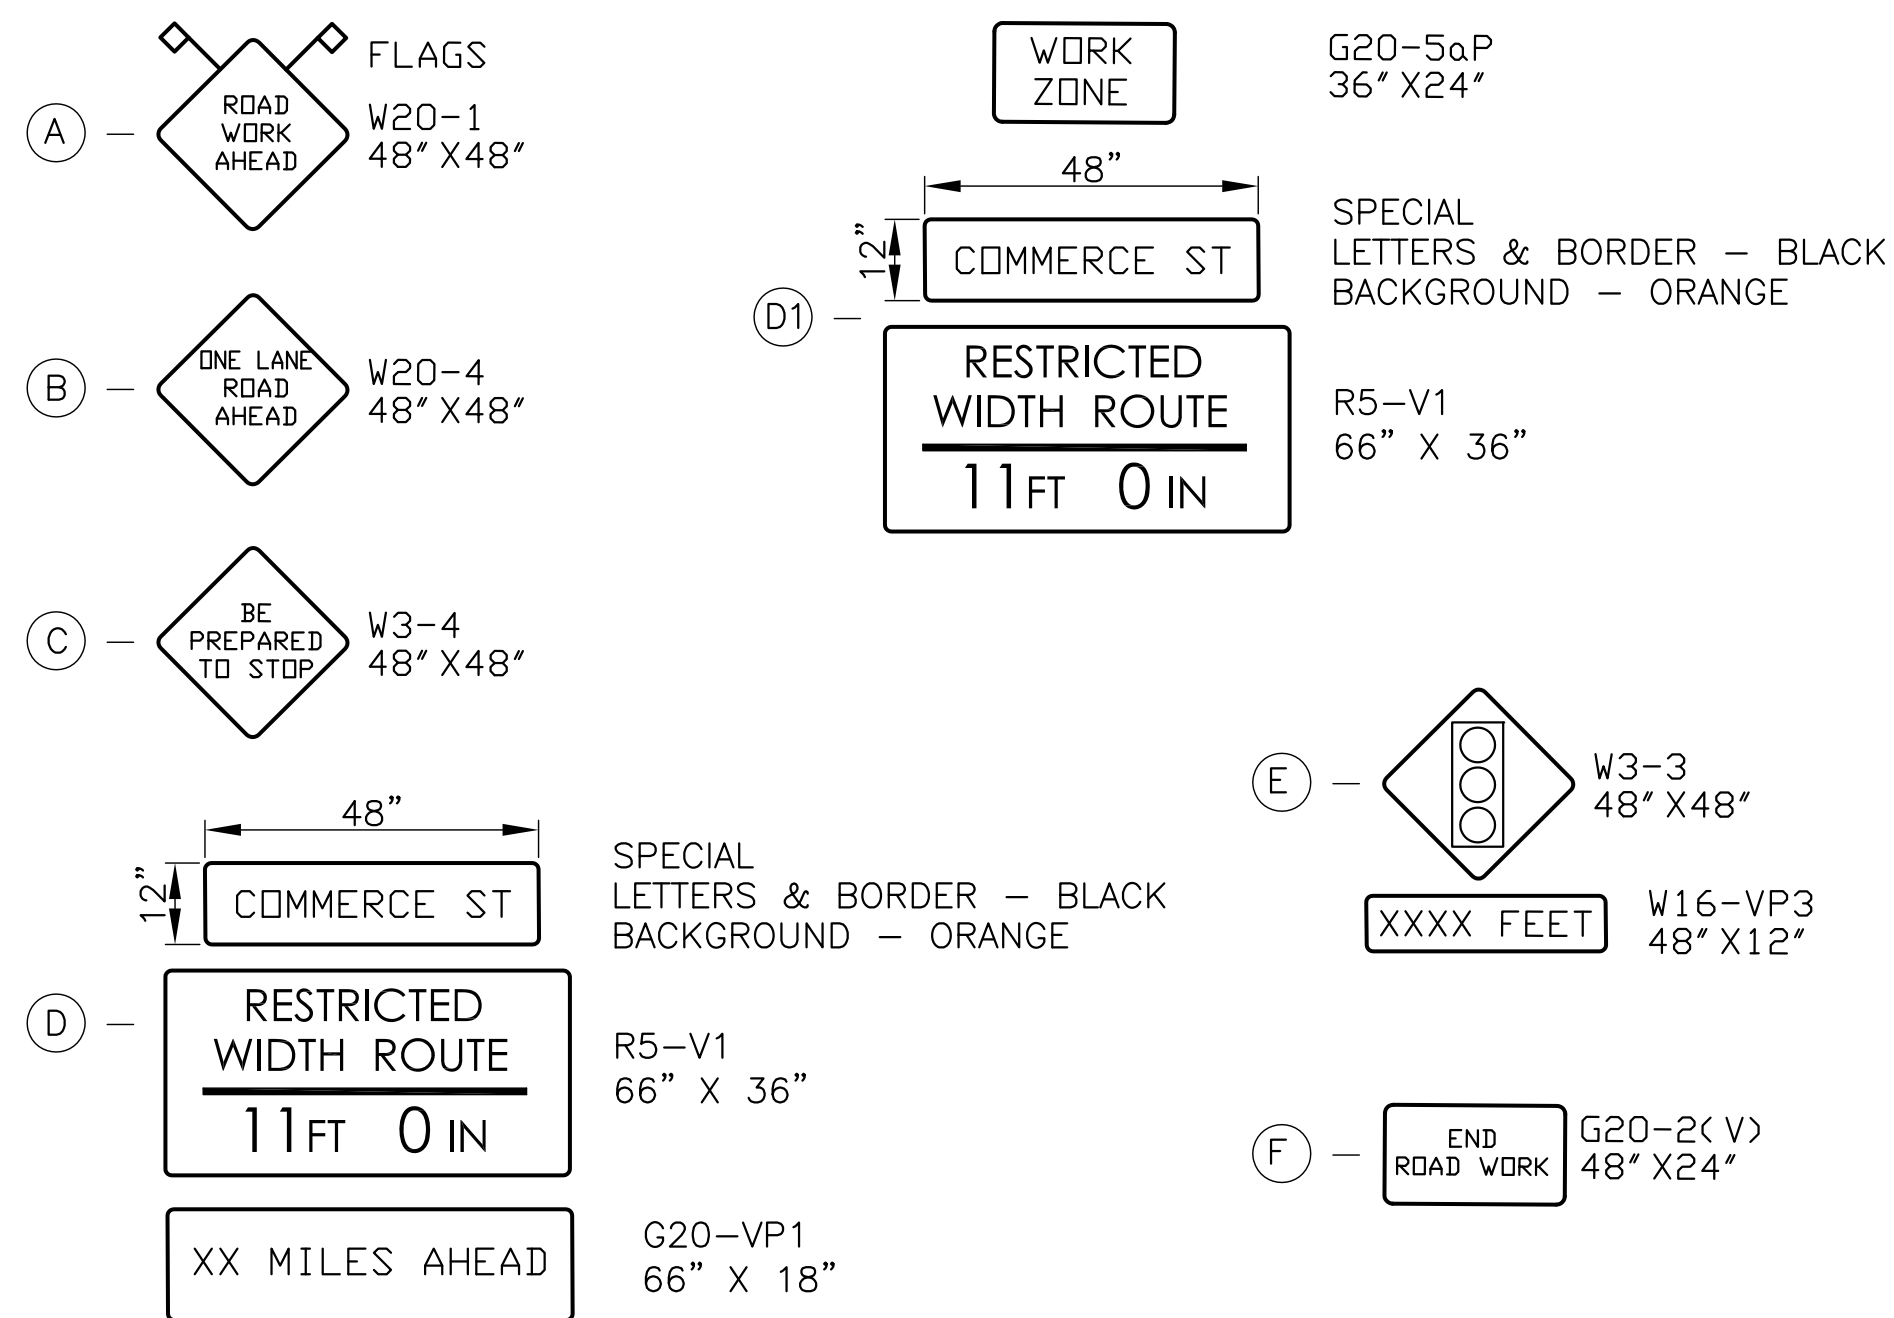 FLAGS
A
ROAD
WORK
AHEAD
W20-1
48" X48"
B
ONE LANE
ROAD
AHEAD
W20-4
48" X48"
C
BE
PREPARED
TO STOP
W3-4
48" X48"
48"
12"
COMMERCE ST
SPECIAL
LETTERS & BORDER - BLACK
BACKGROUND - ORANGE
D
RESTRICTED
WIDTH ROUTE
11 FT 0 IN
R5-V1
66" X 36"
XX MILES AHEAD
G20-VP1
66" X 18"
WORK
ZONE
G20-5aP
36" X24"
48"
12"
COMMERCE ST
SPECIAL
LETTERS & BORDER - BLACK
BACKGROUND - ORANGE
D1
RESTRICTED
WIDTH ROUTE
11 FT 0 IN
R5-V1
66" X 36"
E
W3-3
48" X48"
XXXX FEET
W16-VP3
48" X12"
F
END
ROAD WORK
G20-2(V)
48" X24"